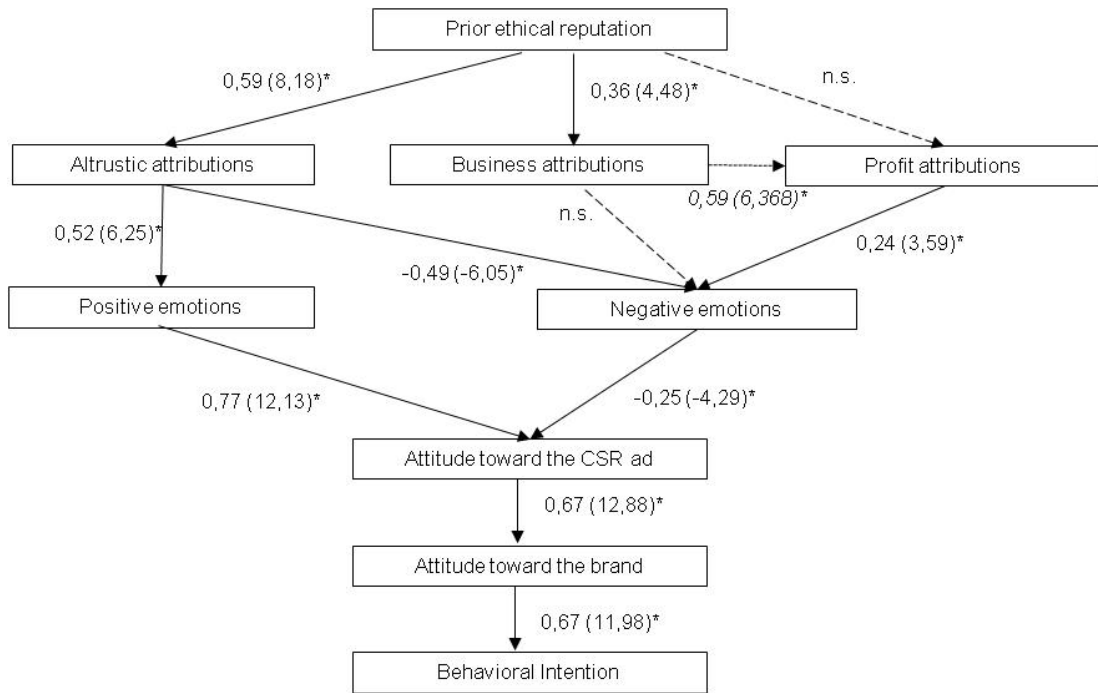 Prior ethical reputation
0,59 (8,18)*
0,36 (4,48)*
n.s.
Altrustic attributions
Business attributions
Profit attributions
0,59 (6,368)*
n.s.
0,52 (6,25)*
-0,49 (-6,05)*
0,24 (3,59)*
Positive emotions
Negative emotions
0,77 (12,13)*
-0,25 (-4,29)*
Attitude toward the CSR ad
0,67 (12,88)*
Attitude toward the brand
0,67 (11,98)*
Behavioral Intention